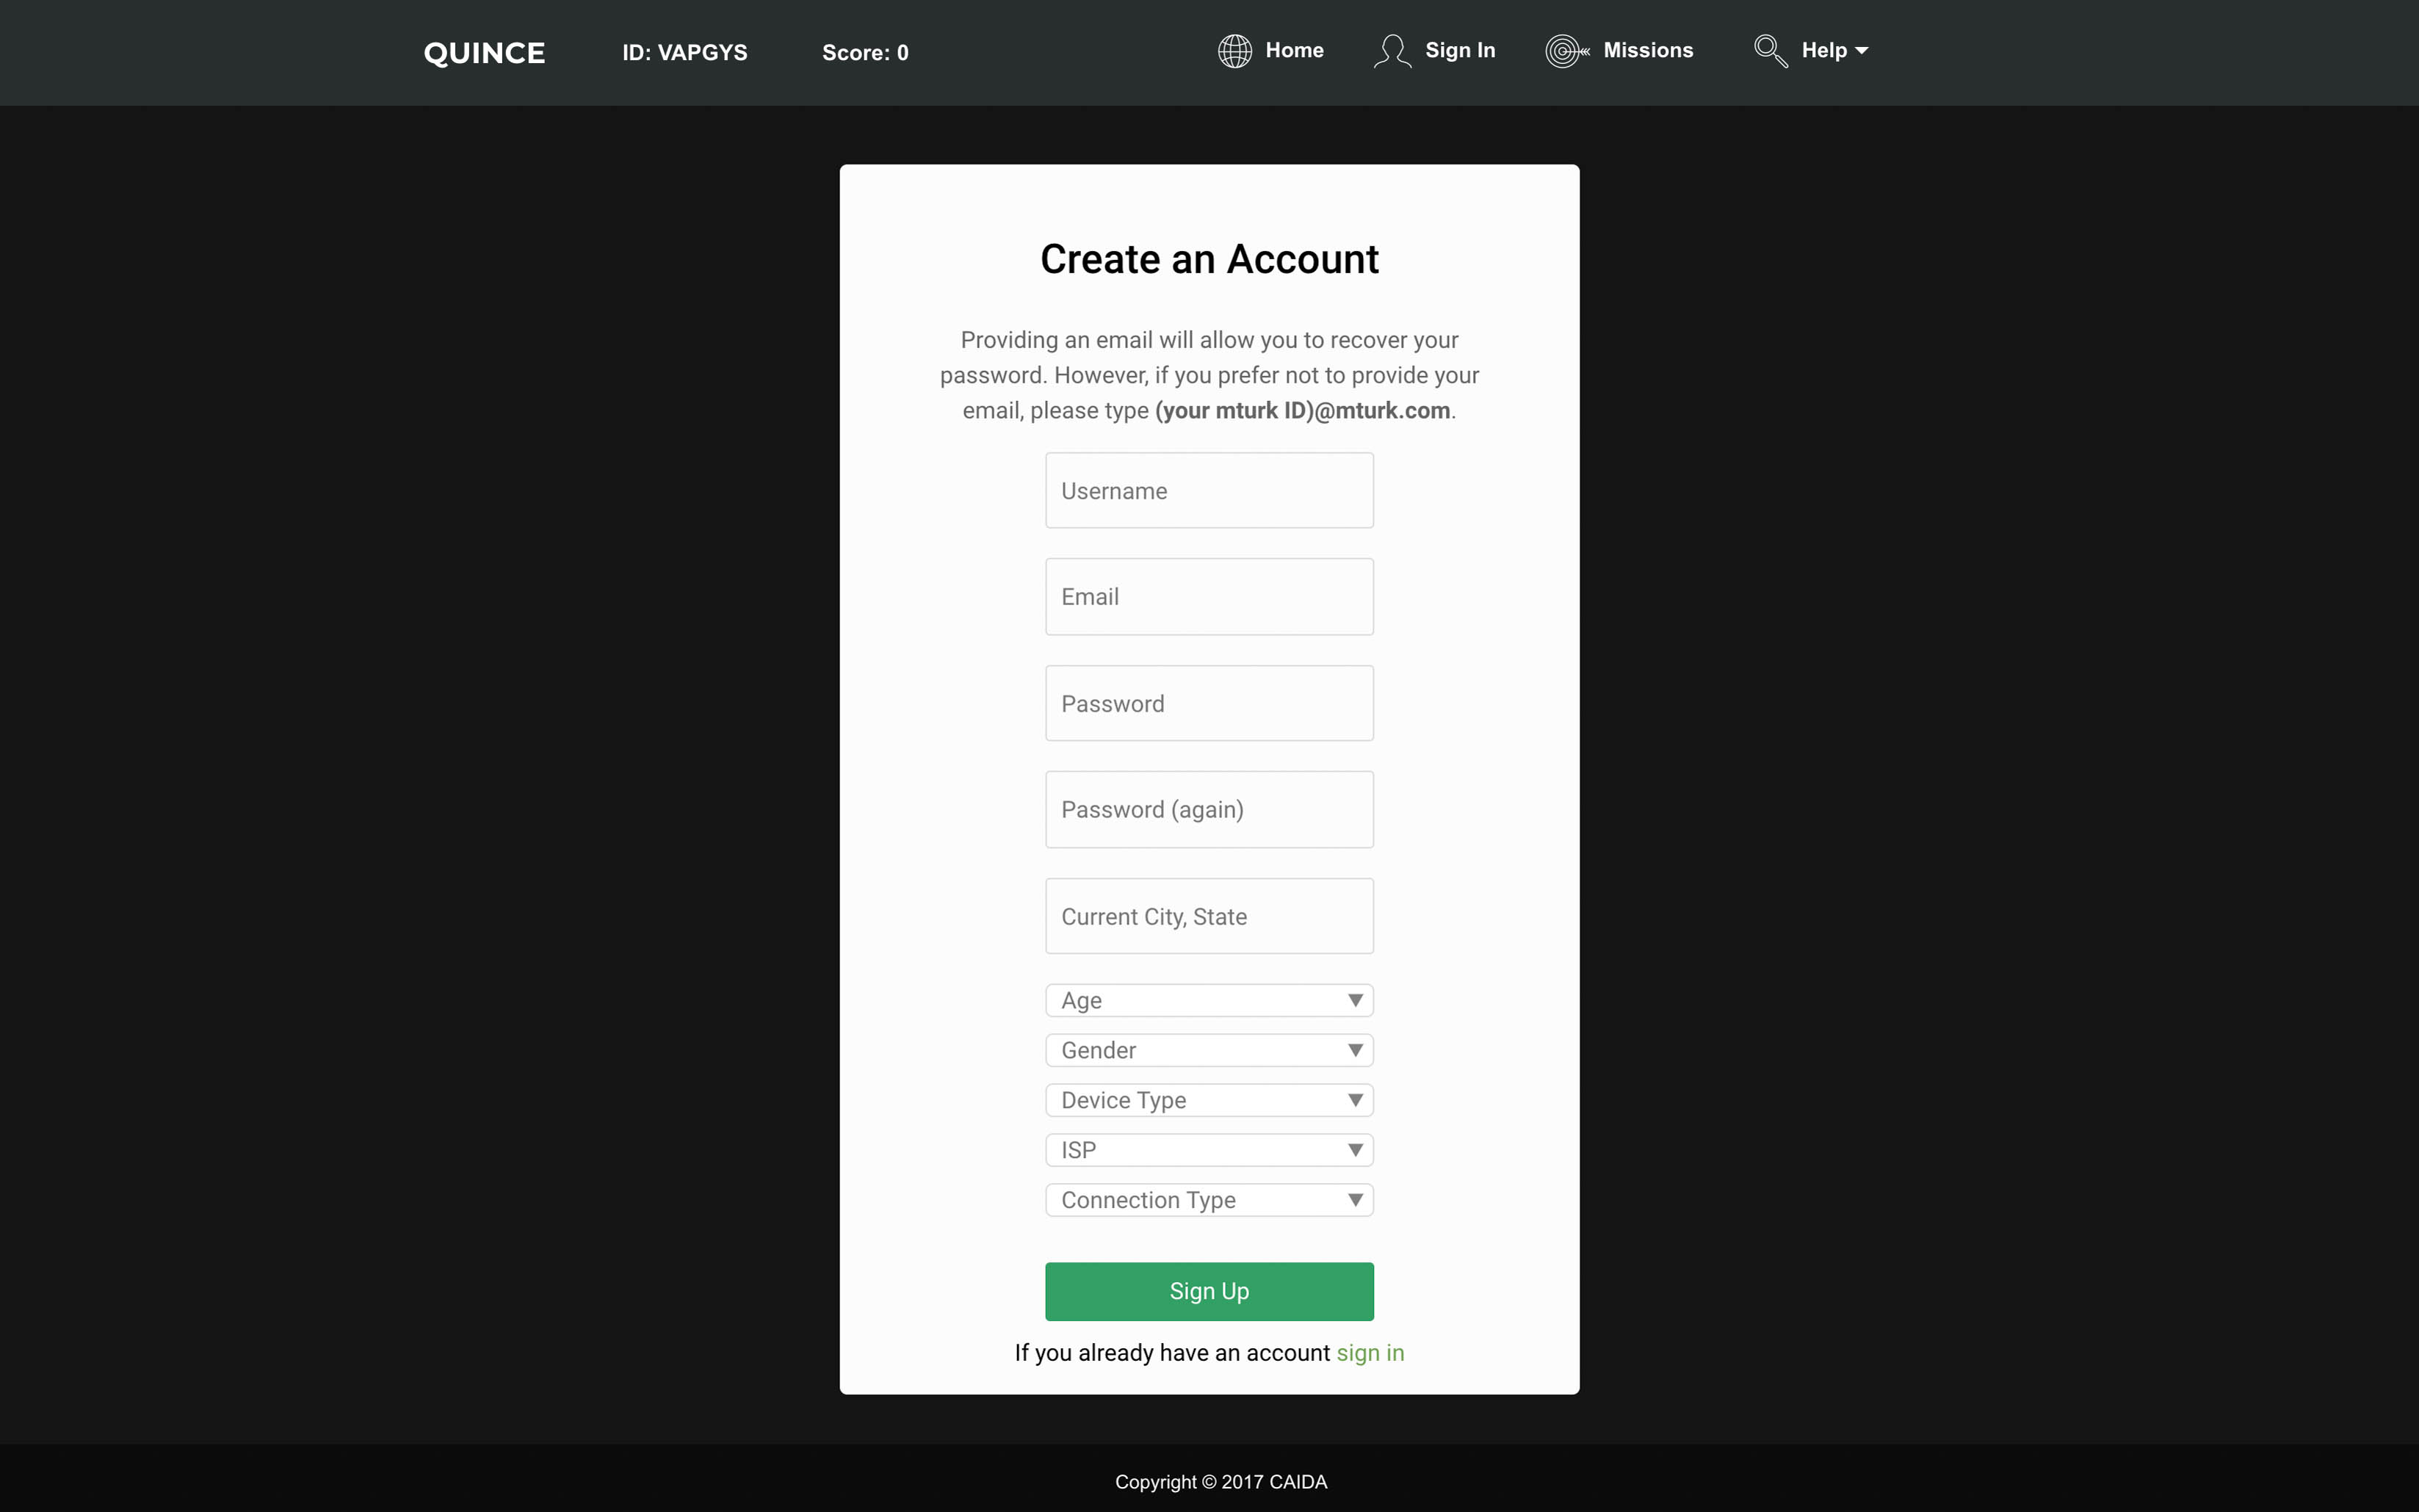 QUINCE ID: VAPGYS Score: 0 Home Sign In Missions Help
Create an Account
Providing an email will allow you to recover your
password. However, if you prefer not to provide your
email, please type (your mturk ID)@mturk.com.
Username
Email
Password
Password (again)
Current City, State
Age
Gender
Device Type
ISP
Connection Type
Sign Up
If you already have an account sign in
Copyright © 2017 CAIDA